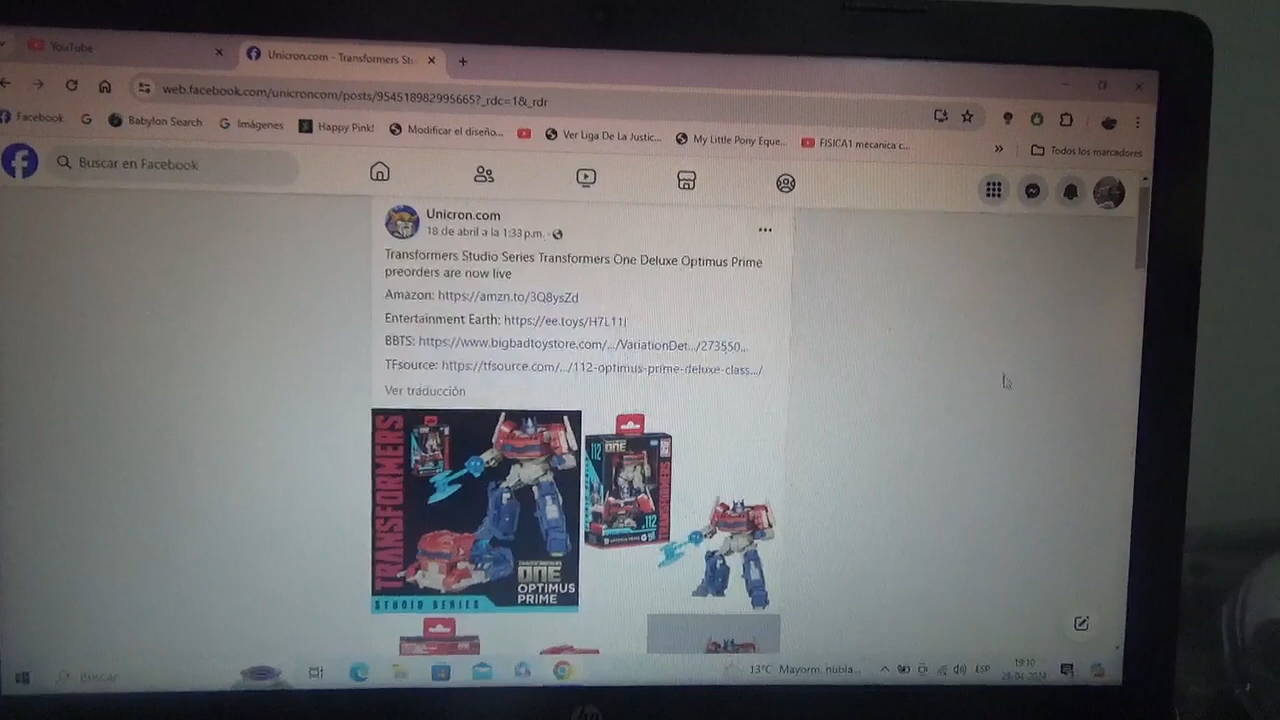 YouTube
Unicron.com - Transformers St
web.facebook.com/unicroncom/posts/954518982995665?_rdc=1&_rdr
Facebook
Babylon Search
Imágenes
Happy Pink!
Modificar el diseño...
Ver Liga De La Justic...
My Little Pony Eque...
FISICA1 mecanica c...
Todos los marcadores
Buscar en Facebook
Unicron.com
18 de abril a la 1:33 p.m.
Transformers Studio Series Transformers One Deluxe Optimus Prime
preorders are now live
Amazon: https://amzn.to/3Q8ysZd
Entertainment Earth: https://ee.toys/H7L11I
BBTS: https://www.bigbadtoystore.com/.../VariationDet.../273550...
TFsource: https://tfsource.com/.../112-optimus-prime-deluxe-class.../
Ver traducción
TRANSFORMERS
ONE
OPTIMUS
PRIME
STUDIO SERIES
112
ONE
TRANSFORMERS
112
Buscar
13°C Mayorm. nubla...
ESP
19:10
hp